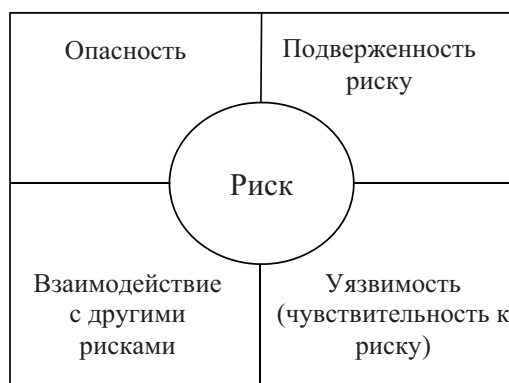 Опасность
Подверженность
риску
Риск
Взаимодействие
с другими
рисками
Уязвимость
(чувствительность к
риску)